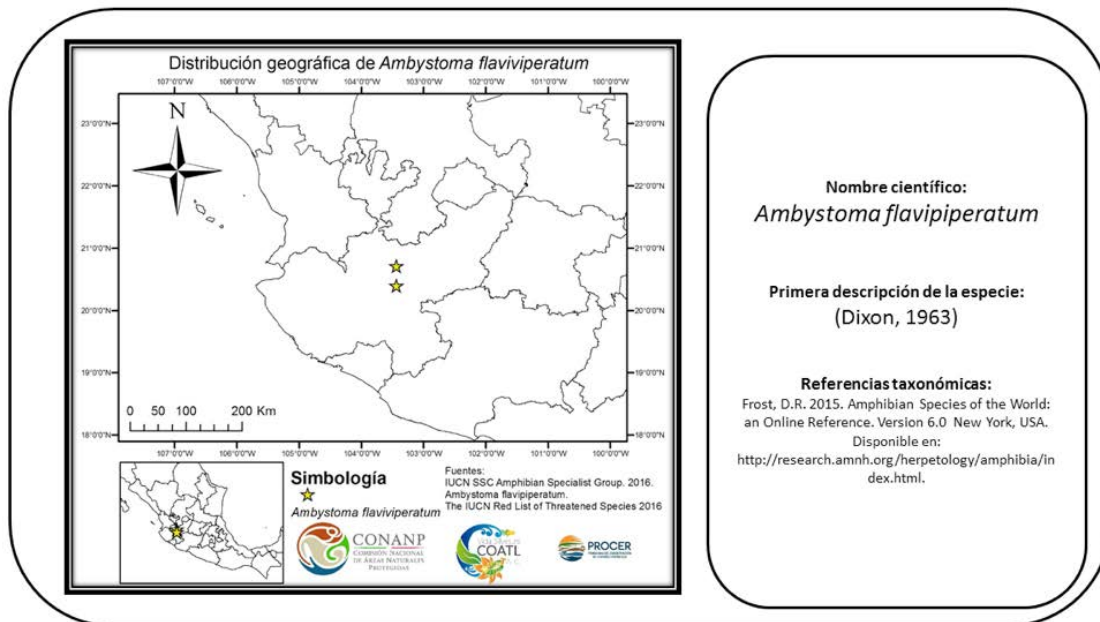 Distribución geográfica de Ambystoma flaviviperatum
107°0'0"W 106°0'0"W 105°0'0"W 104°0'0"W 103°0'0"W 102°0'0"W 101°0'0"W 100°0'0"W
N
23°0'0"N 23°0'0"N
22°0'0"N 22°0'0"N
21°0'0"N 21°0'0"N
20°0'0"N 20°0'0"N
19°0'0"N 19°0'0"N
18°0'0"N 18°0'0"N
0 50 100 200 Km
107°0'0"W 106°0'0"W 105°0'0"W 104°0'0"W 103°0'0"W 102°0'0"W 101°0'0"W 100°0'0"W
Simbología
Ambystoma flaviviperatum
Fuentes:
IUCN SSC Amphibian Specialist Group. 2016.
Ambystoma flavipiperatum.
The IUCN Red List of Threatened Species 2016
CONANP
COMISIÓN NACIONAL
DE ÁREAS NATURALES
PROTEGIDAS
COATL
PROCER
Nombre científico:
Ambystoma flavipiperatum
Primera descripción de la especie:
(Dixon, 1963)
Referencias taxonómicas:
Frost, D.R. 2015. Amphibian Species of the World:
an Online Reference. Version 6.0 New York, USA.
Disponible en:
http://research.amnh.org/herpetology/amphibia/in
dex.html.